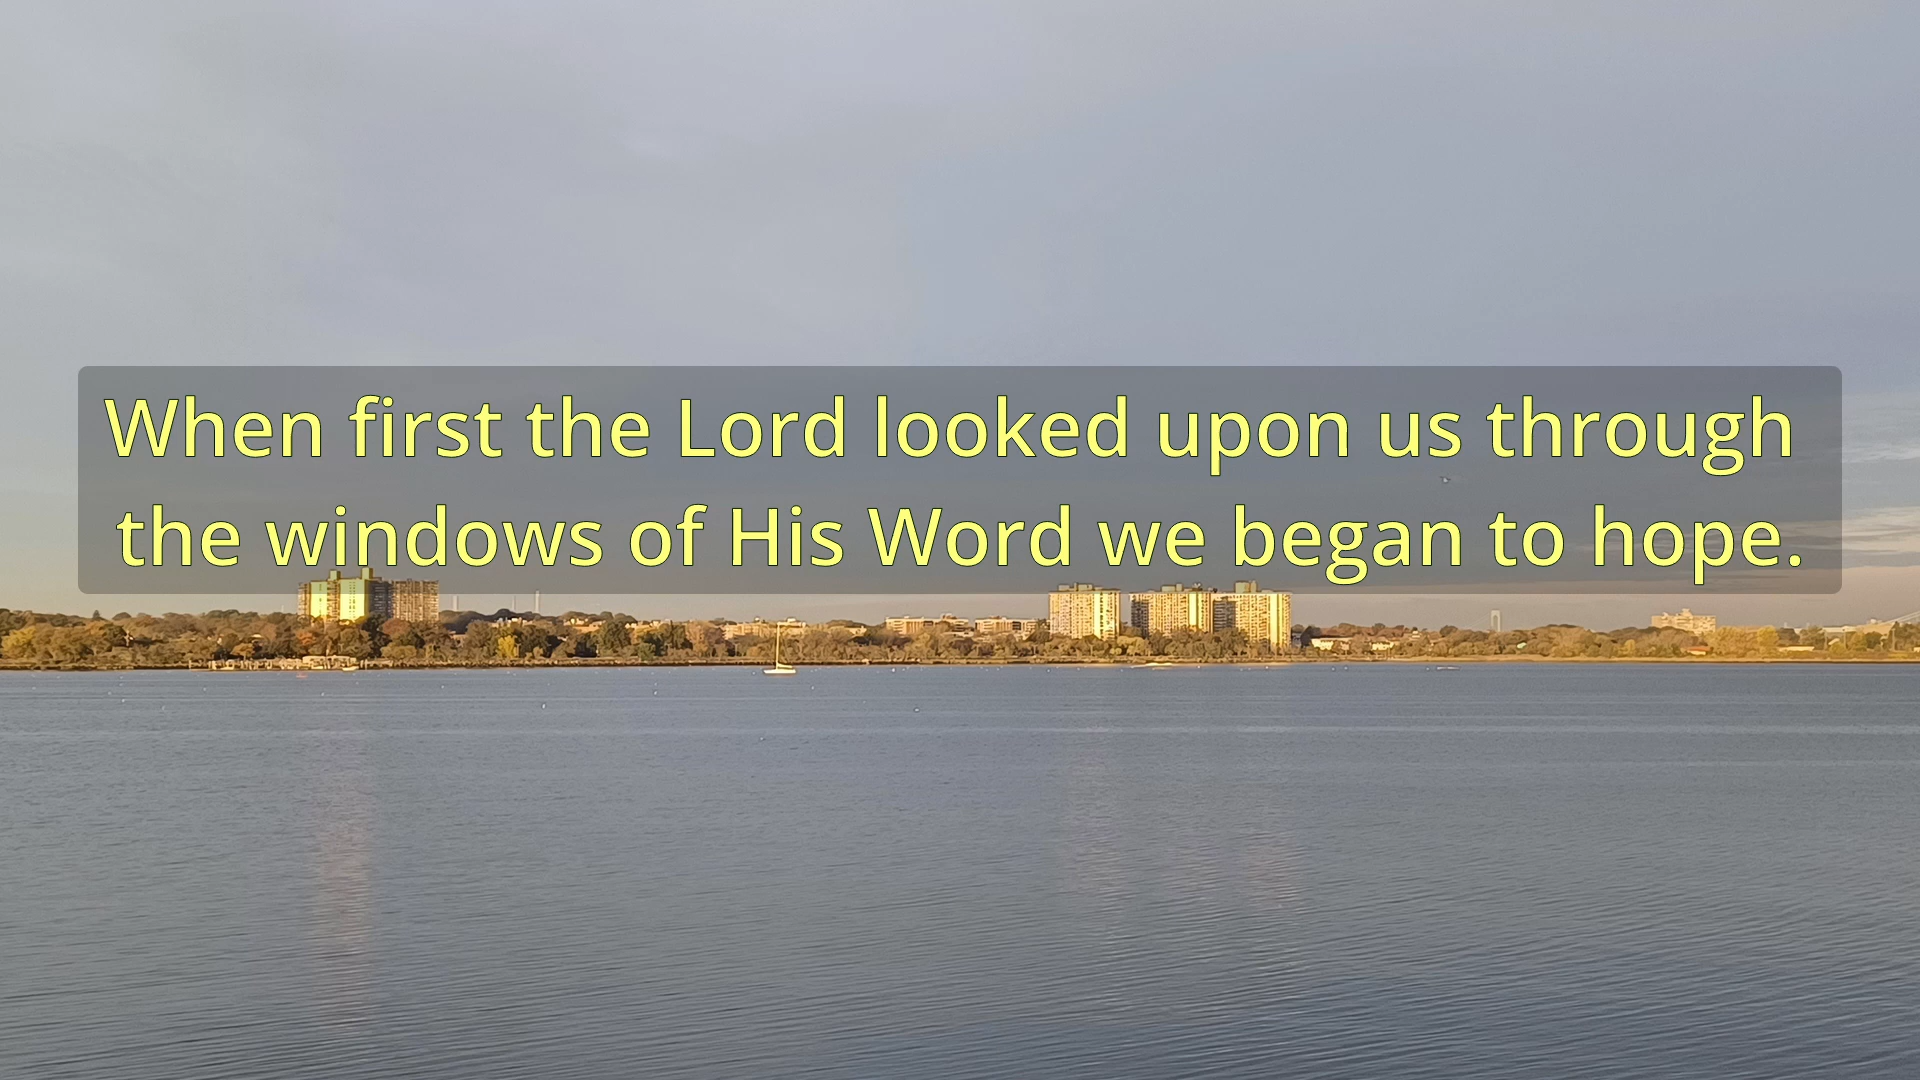 When first the Lord looked upon us through
the windows of His Word we began to hope.